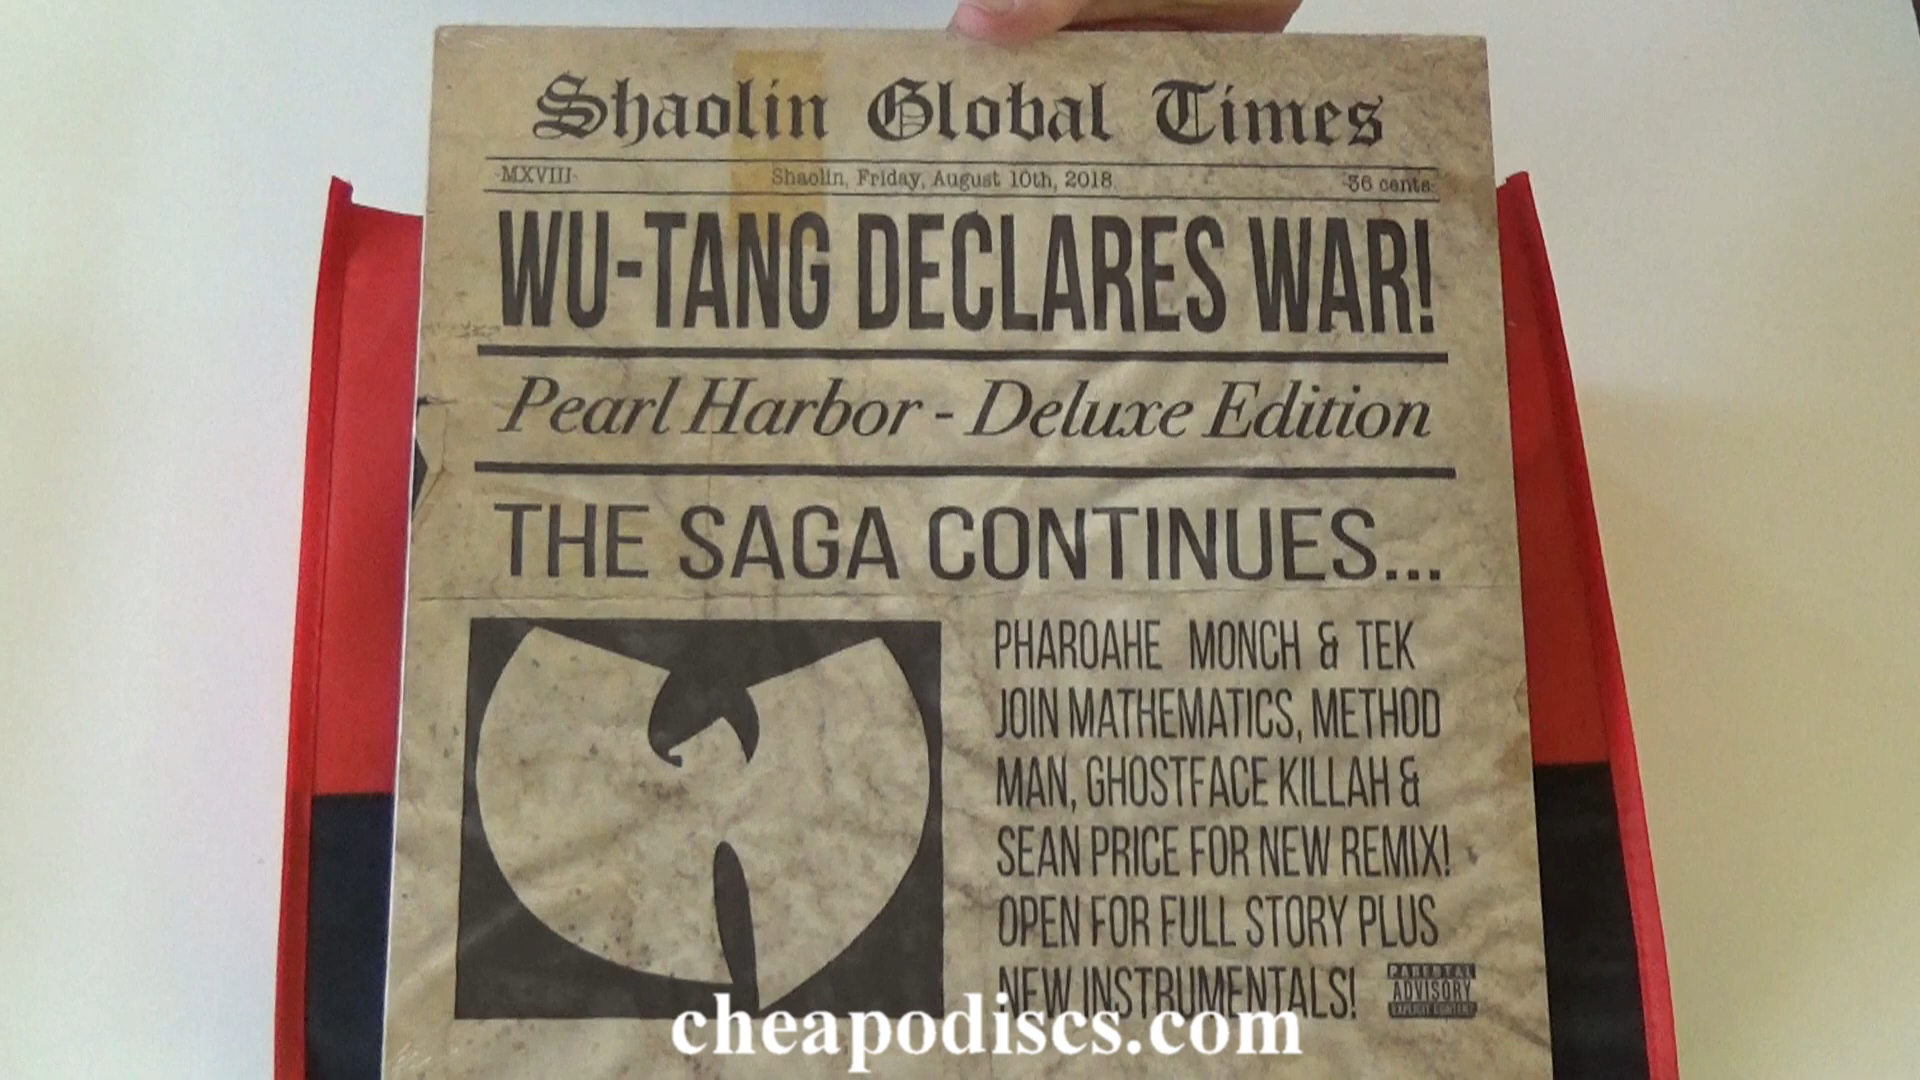 Shaolin Global Times
-MXVIII-
Shaolin, Friday, August 10th, 2018
-36 cents-
WU-TANG DECLARES WAR!
Pearl Harbor - Deluxe Edition
THE SAGA CONTINUES...
PHAROAHE MONCH & TEK
JOIN MATHEMATICS, METHOD
MAN, GHOSTFACE KILLAH &
SEAN PRICE FOR NEW REMIX!
OPEN FOR FULL STORY PLUS
NEW INSTRUMENTALS!
PARENTAL
ADVISORY
EXPLICIT CONTENT
cheapodiscs.com